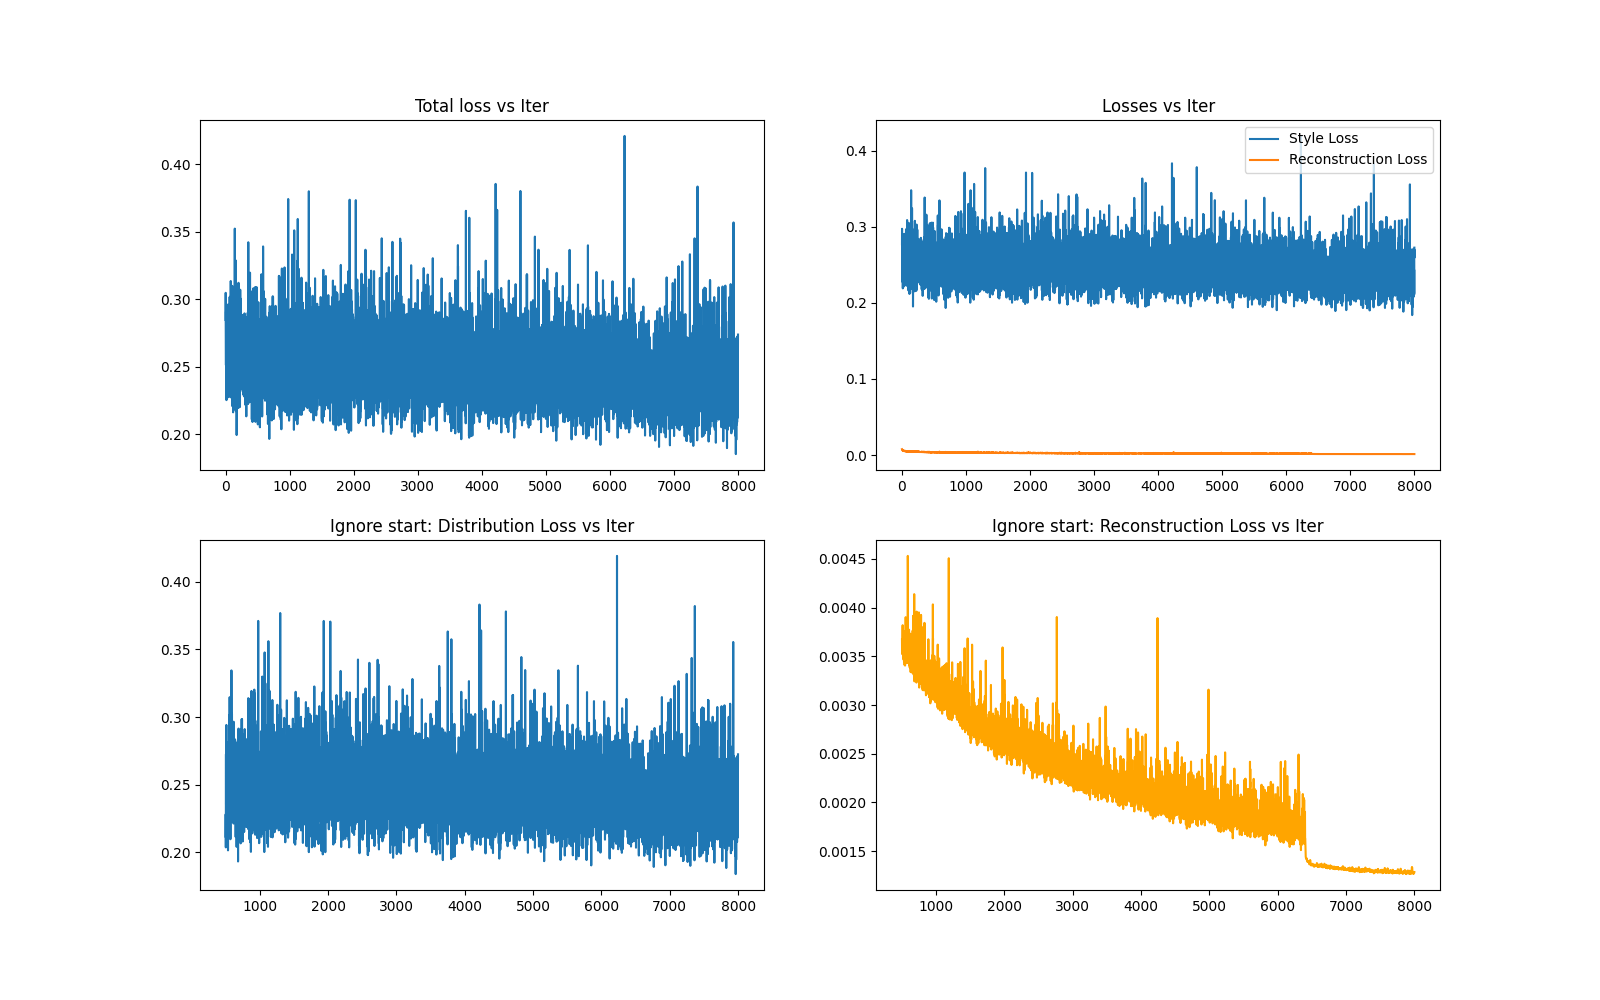 Total loss vs Iter
0.40
0.35
0.30
0.25
0.20
0 1000 2000 3000 4000 5000 6000 7000 8000
Losses vs Iter
Style Loss
Reconstruction Loss
0.4
0.3
0.2
0.1
0.0
0 1000 2000 3000 4000 5000 6000 7000 8000
Ignore start: Distribution Loss vs Iter
0.40
0.35
0.30
0.25
0.20
1000 2000 3000 4000 5000 6000 7000 8000
Ignore start: Reconstruction Loss vs Iter
0.0045
0.0040
0.0035
0.0030
0.0025
0.0020
0.0015
1000 2000 3000 4000 5000 6000 7000 8000